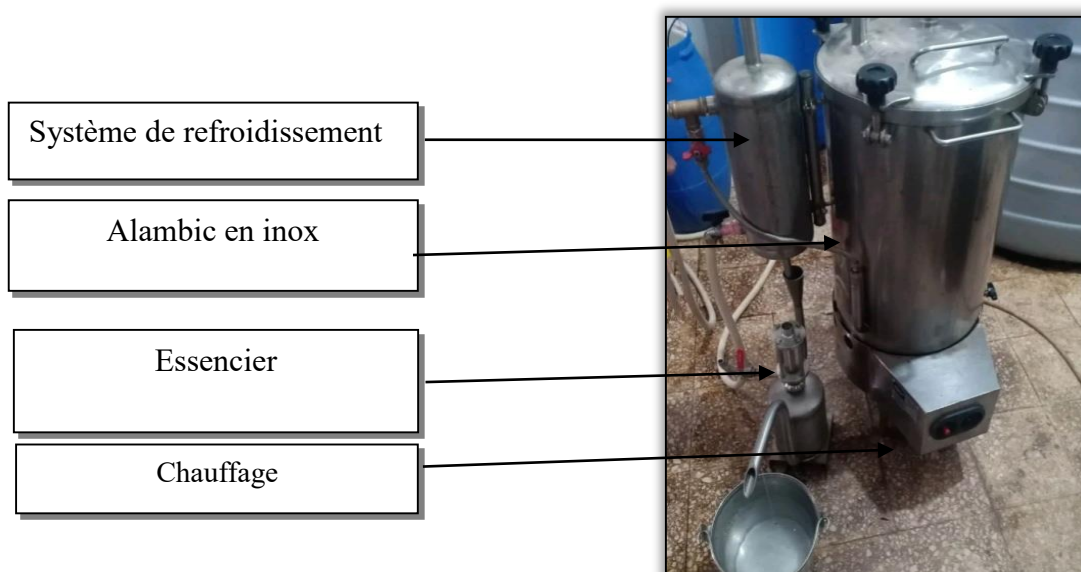 Système de refroidissement
Alambic en inox
Essencier
Chauffage